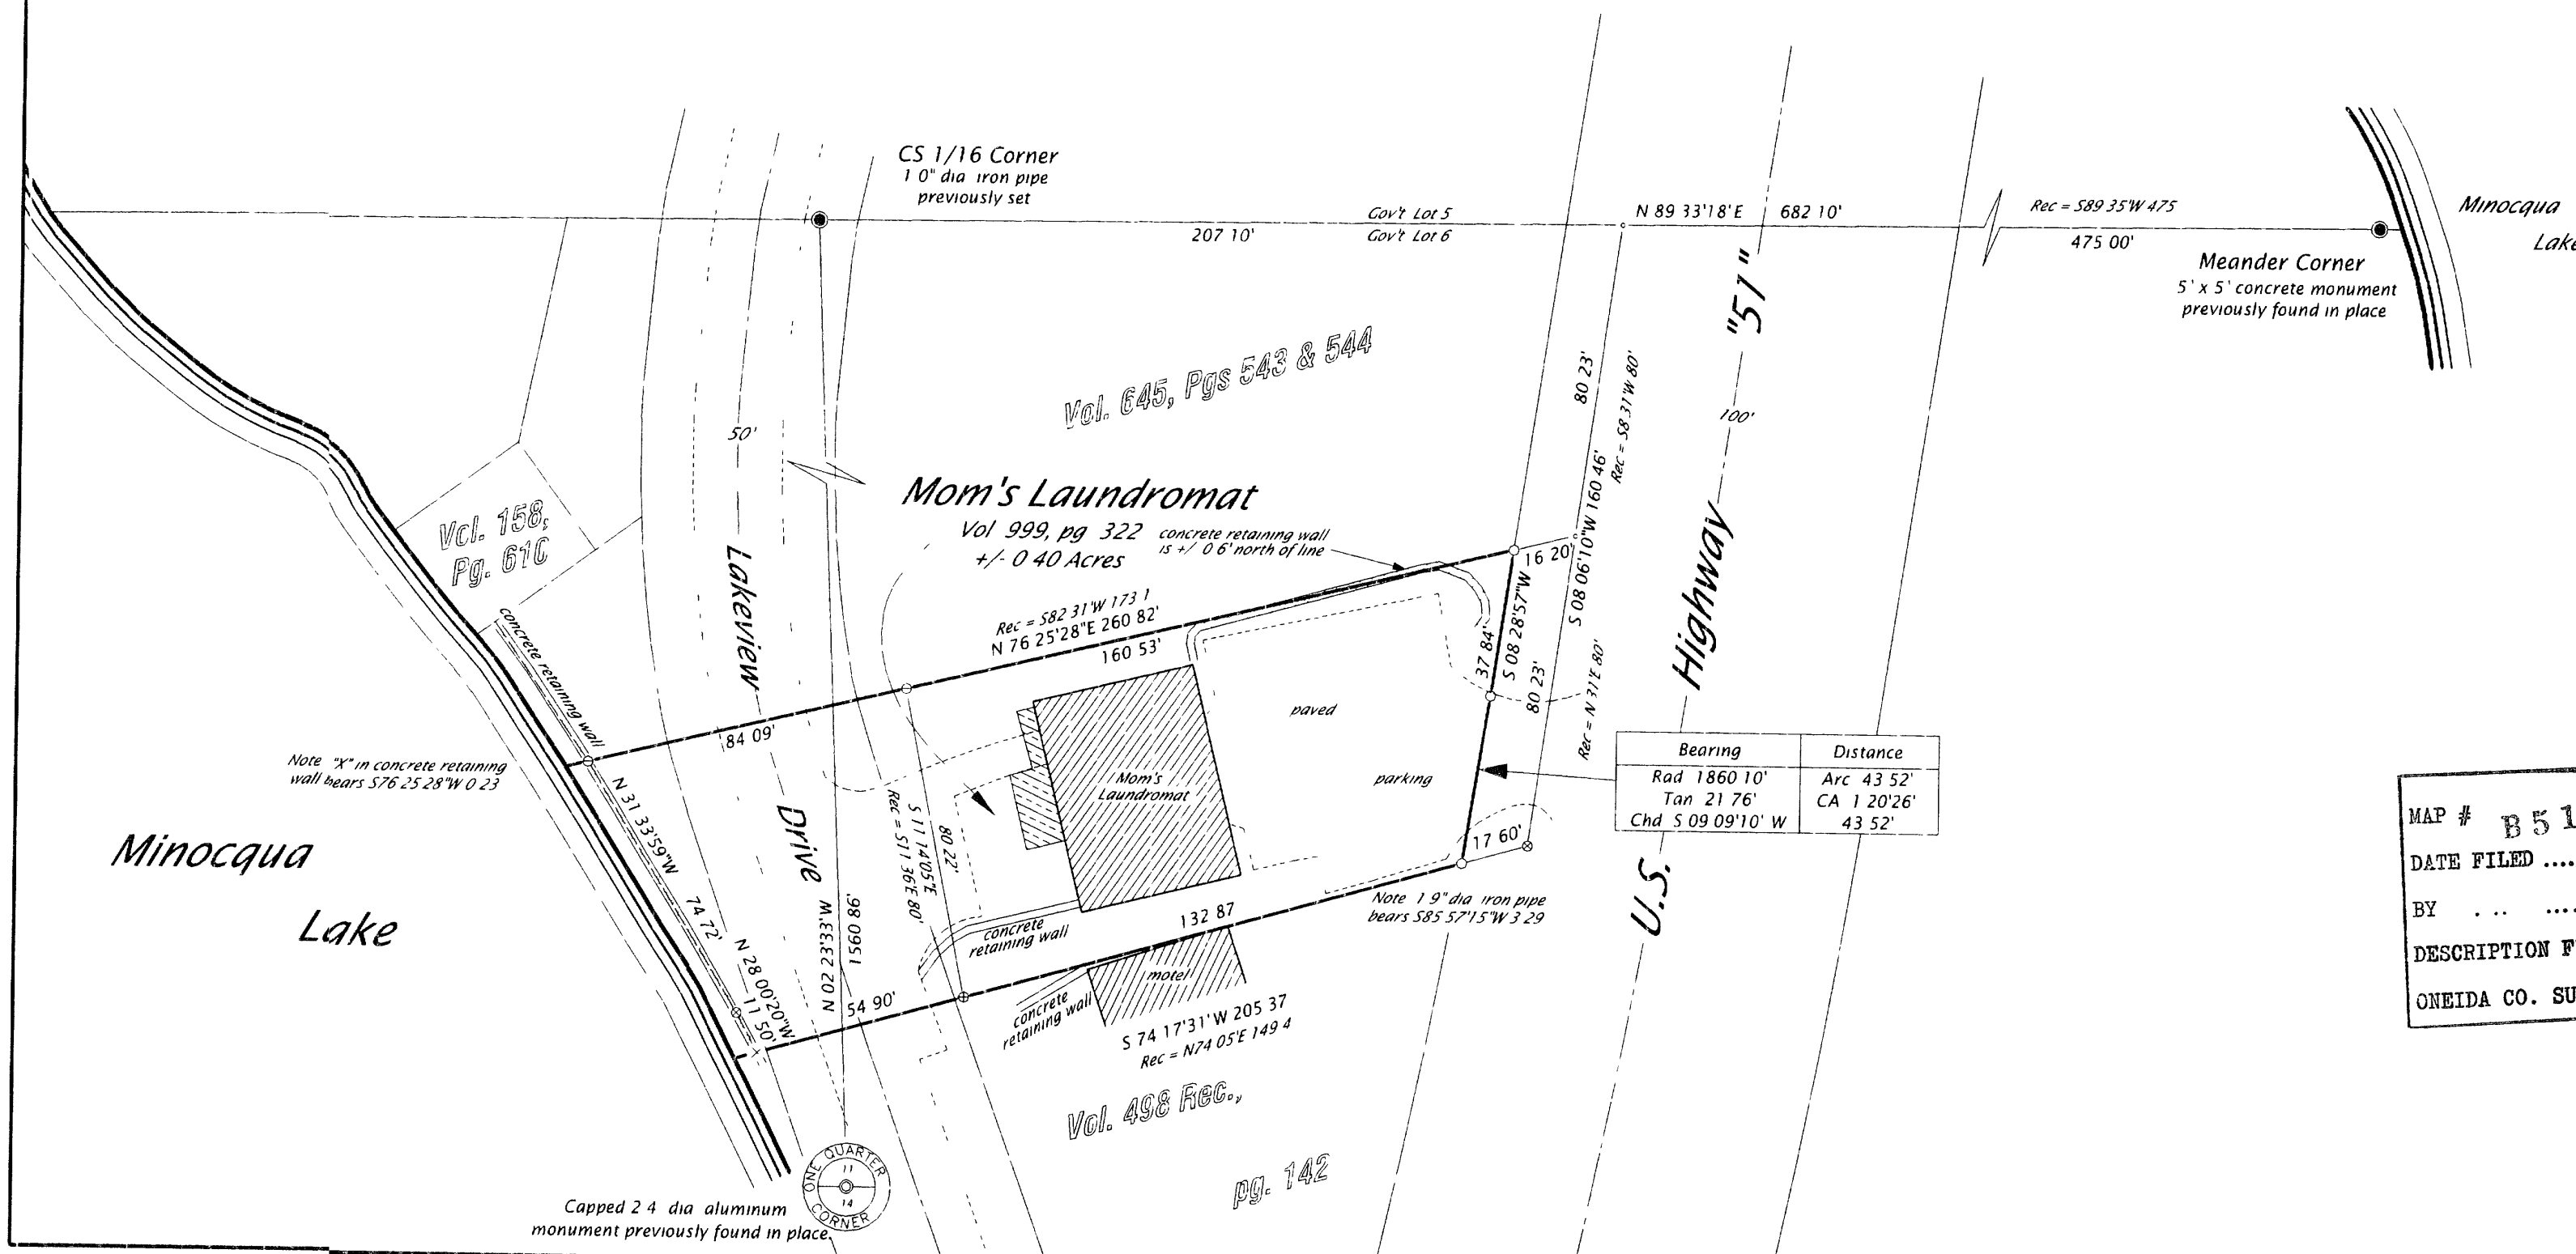 CS 1/16 Corner
1 0" dia iron pipe
previously set
Gov't Lot 5
Gov't Lot 6
207 10'
N 89 33'18'E
682 10'
Rec = S89 35'W 475
475 00'
Meander Corner
5' x 5' concrete monument
previously found in place
Minocqua
Lake
Vol. 645, Pgs 543 & 544
80 23'
Rec = S8 31'W 80'
S 08 06'10"W 160 46'
"51"
100'
Highway
U.S.
50'
Lakeview
Drive
Mom's Laundromat
Vol 999, pg 322
+/- 0 40 Acres
concrete retaining wall
is +/ 0 6' north of line
Vol. 158,
Pg. 610
concrete retaining wall
Rec = S82 31'W 173 1
N 76 25'28"E 260 82'
160 53'
84 09'
16 20'
S 08 28'57"W
37 84'
80 23'
Rec = N 31'E 80'
paved
parking
Mom's
Laundromat
Bearing
Distance
Rad 1860 10'
Arc 43 52'
Tan 21 76'
CA 1 20'26'
Chd S 09 09'10' W
43 52'
Note "X" in concrete retaining
wall bears S76 25 28"W 0 23
Minocqua
Lake
N 31 33'59"W
74 72'
N 28 00'20"W
11 50'
N 02 22'33'.W
1560 86'
S 11 14'05'E
80 22'
Rec = S11 36'E 80'
17 60'
Note 1 9" dia iron pipe
bears S85 57'15"W 3 29
132 87
concrete
retaining wall
54 90'
motel
concrete
retaining wall
S 74 17'31'W 205 37
Rec = N74 05'E 149 4
Vol. 498 Rec.,
pg. 142
ONE QUARTER
11
14
CORNER
Capped 2 4 dia aluminum
monument previously found in place.
MAP # B51
DATE FILED ....
BY . .. ....
DESCRIPTION F
ONEIDA CO. SU